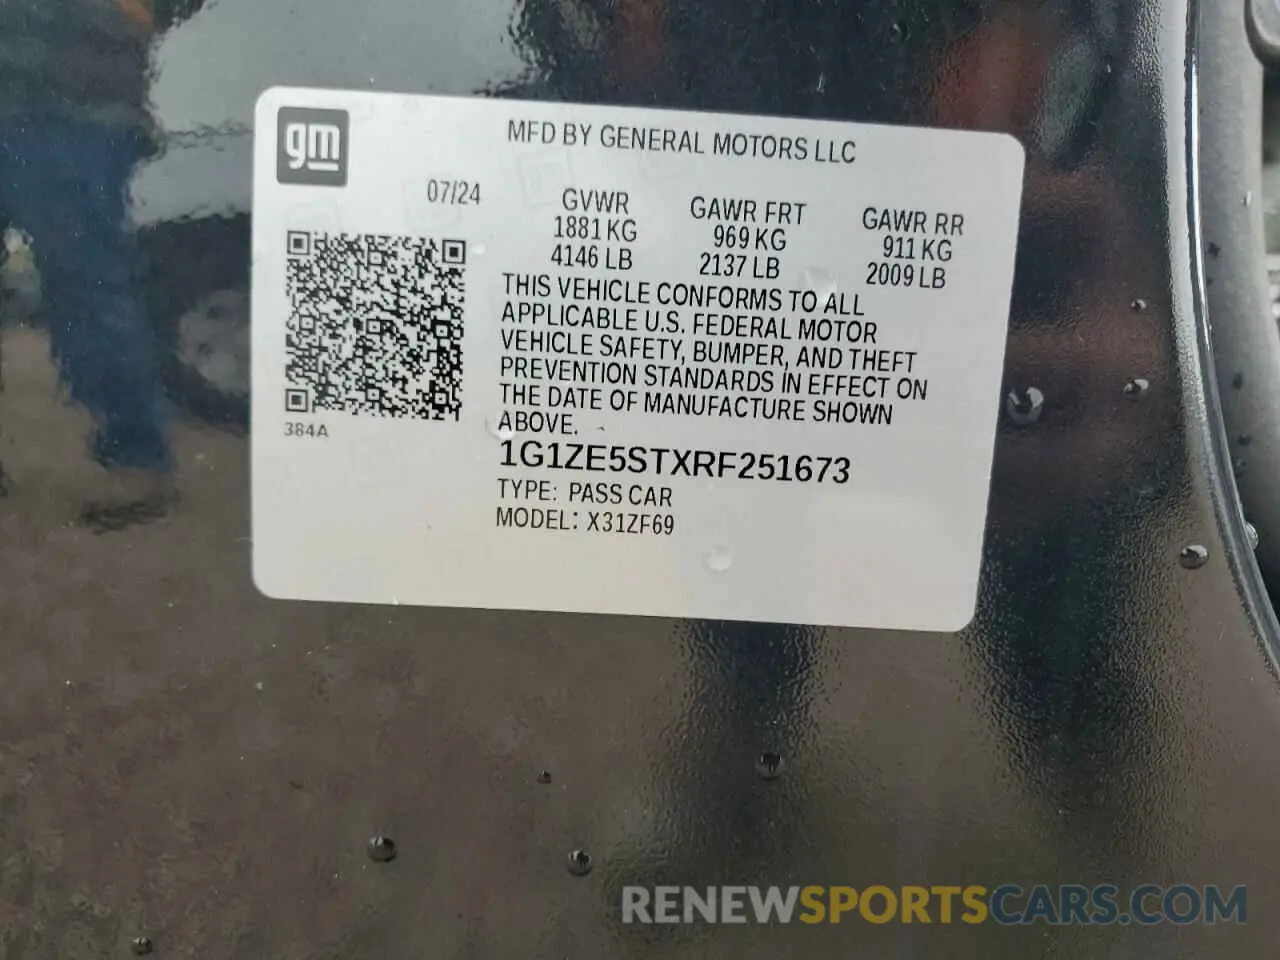 gm
MFD BY GENERAL MOTORS LLC
07/24
GVWR GAWR FRT GAWR RR
1881 KG 969 KG 911 KG
4146 LB 2137 LB 2009 LB
THIS VEHICLE CONFORMS TO ALL
APPLICABLE U.S. FEDERAL MOTOR
VEHICLE SAFETY, BUMPER, AND THEFT
PREVENTION STANDARDS IN EFFECT ON
THE DATE OF MANUFACTURE SHOWN
ABOVE.
384A
1G1ZE5STXRF251673
TYPE: PASS CAR
MODEL: X31ZF69
RENEWSPORTSCARS.COM